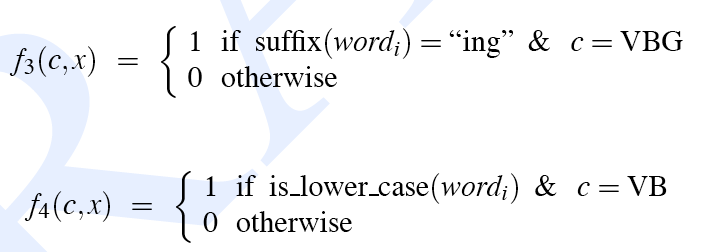 f₃(c,x) = { 1 if suffix(wordᵢ) = “ing” & c = VBG
0 otherwise
f₄(c,x) = { 1 if is_lower_case(wordᵢ) & c = VB
0 otherwise